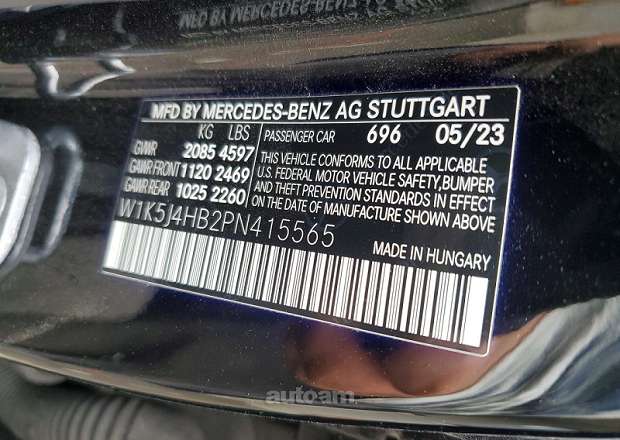 MFD BY MERCEDES-BENZ AG STUTTGART
KG LBS
GVWR 2085 4597
GAWR FRONT 1120 2469
GAWR REAR 1025 2260
PASSENGER CAR 696 05/23
THIS VEHICLE CONFORMS TO ALL APPLICABLE
U.S. FEDERAL MOTOR VEHICLE SAFETY, BUMPER
AND THEFT PREVENTION STANDARDS IN EFFECT
ON THE DATE OF MANUFACTURE SHOWN ABOVE
W1K5J4HB2PN415565
MADE IN HUNGARY
autoam